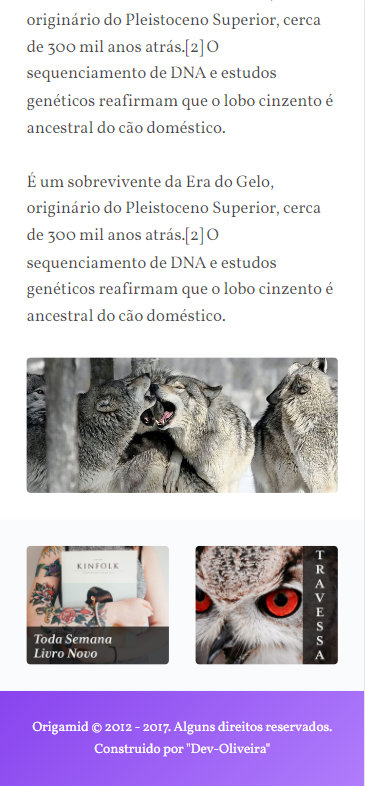 originário do Pleistoceno Superior, cerca
de 300 mil anos atrás.[2] O
sequenciamento de DNA e estudos
genéticos reafirmam que o lobo cinzento é
ancestral do cão doméstico.
É um sobrevivente da Era do Gelo,
originário do Pleistoceno Superior, cerca
de 300 mil anos atrás.[2] O
sequenciamento de DNA e estudos
genéticos reafirmam que o lobo cinzento é
ancestral do cão doméstico.
KINFOLK
Toda Semana
Livro Novo
TRAVESSA
Origamid © 2012 - 2017. Alguns direitos reservados.
Construido por "Dev-Oliveira"